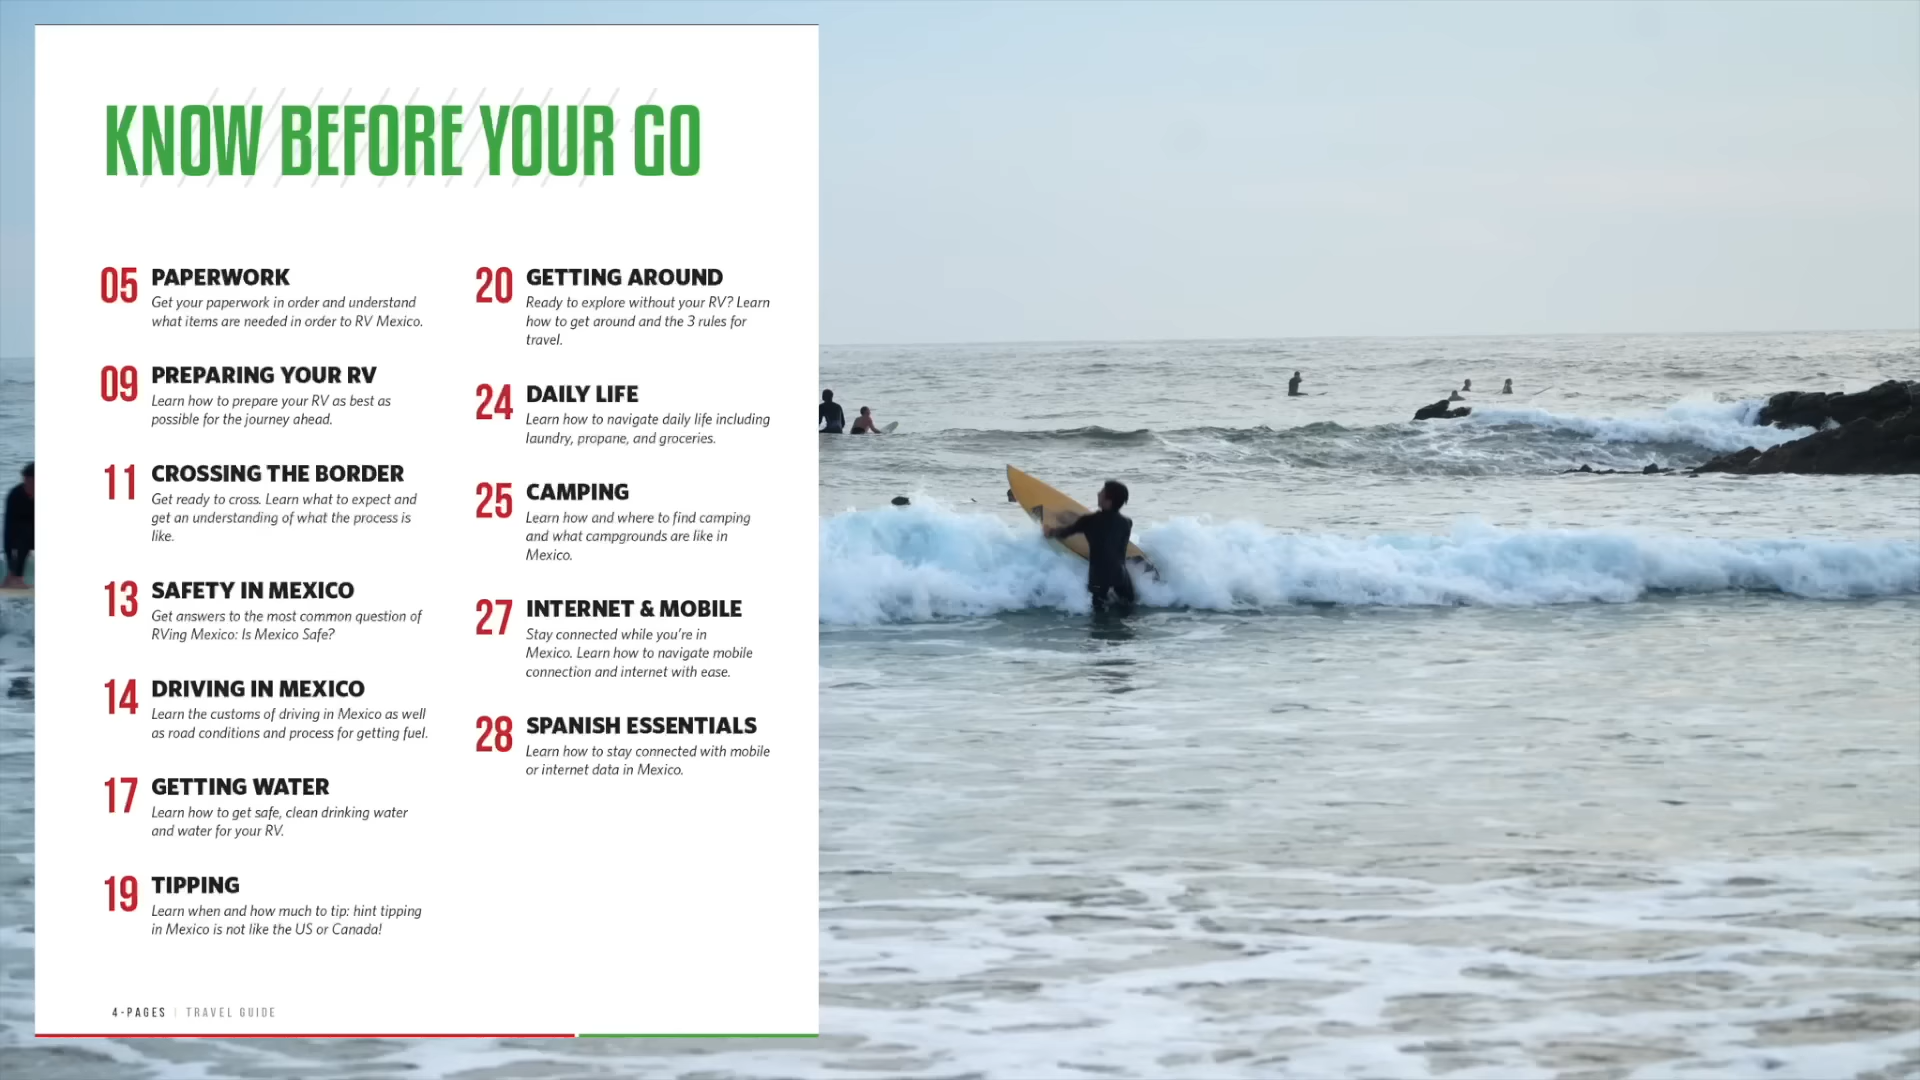 KNOW BEFORE YOUR GO
05 PAPERWORK
Get your paperwork in order and understand
what items are needed in order to RV Mexico.
09 PREPARING YOUR RV
Learn how to prepare your RV as best as
possible for the journey ahead.
11 CROSSING THE BORDER
Get ready to cross. Learn what to expect and
get an understanding of what the process is
like.
13 SAFETY IN MEXICO
Get answers to the most common question of
RVing Mexico: Is Mexico Safe?
14 DRIVING IN MEXICO
Learn the customs of driving in Mexico as well
as road conditions and process for getting fuel.
17 GETTING WATER
Learn how to get safe, clean drinking water
and water for your RV.
19 TIPPING
Learn when and how much to tip: hint tipping
in Mexico is not like the US or Canada!
20 GETTING AROUND
Ready to explore without your RV? Learn
how to get around and the 3 rules for
travel.
24 DAILY LIFE
Learn how to navigate daily life including
laundry, propane, and groceries.
25 CAMPING
Learn how and where to find camping
and what campgrounds are like in
Mexico.
27 INTERNET & MOBILE
Stay connected while you're in
Mexico. Learn how to navigate mobile
connection and internet with ease.
28 SPANISH ESSENTIALS
Learn how to stay connected with mobile
or internet data in Mexico.
4-PAGES | TRAVEL GUIDE